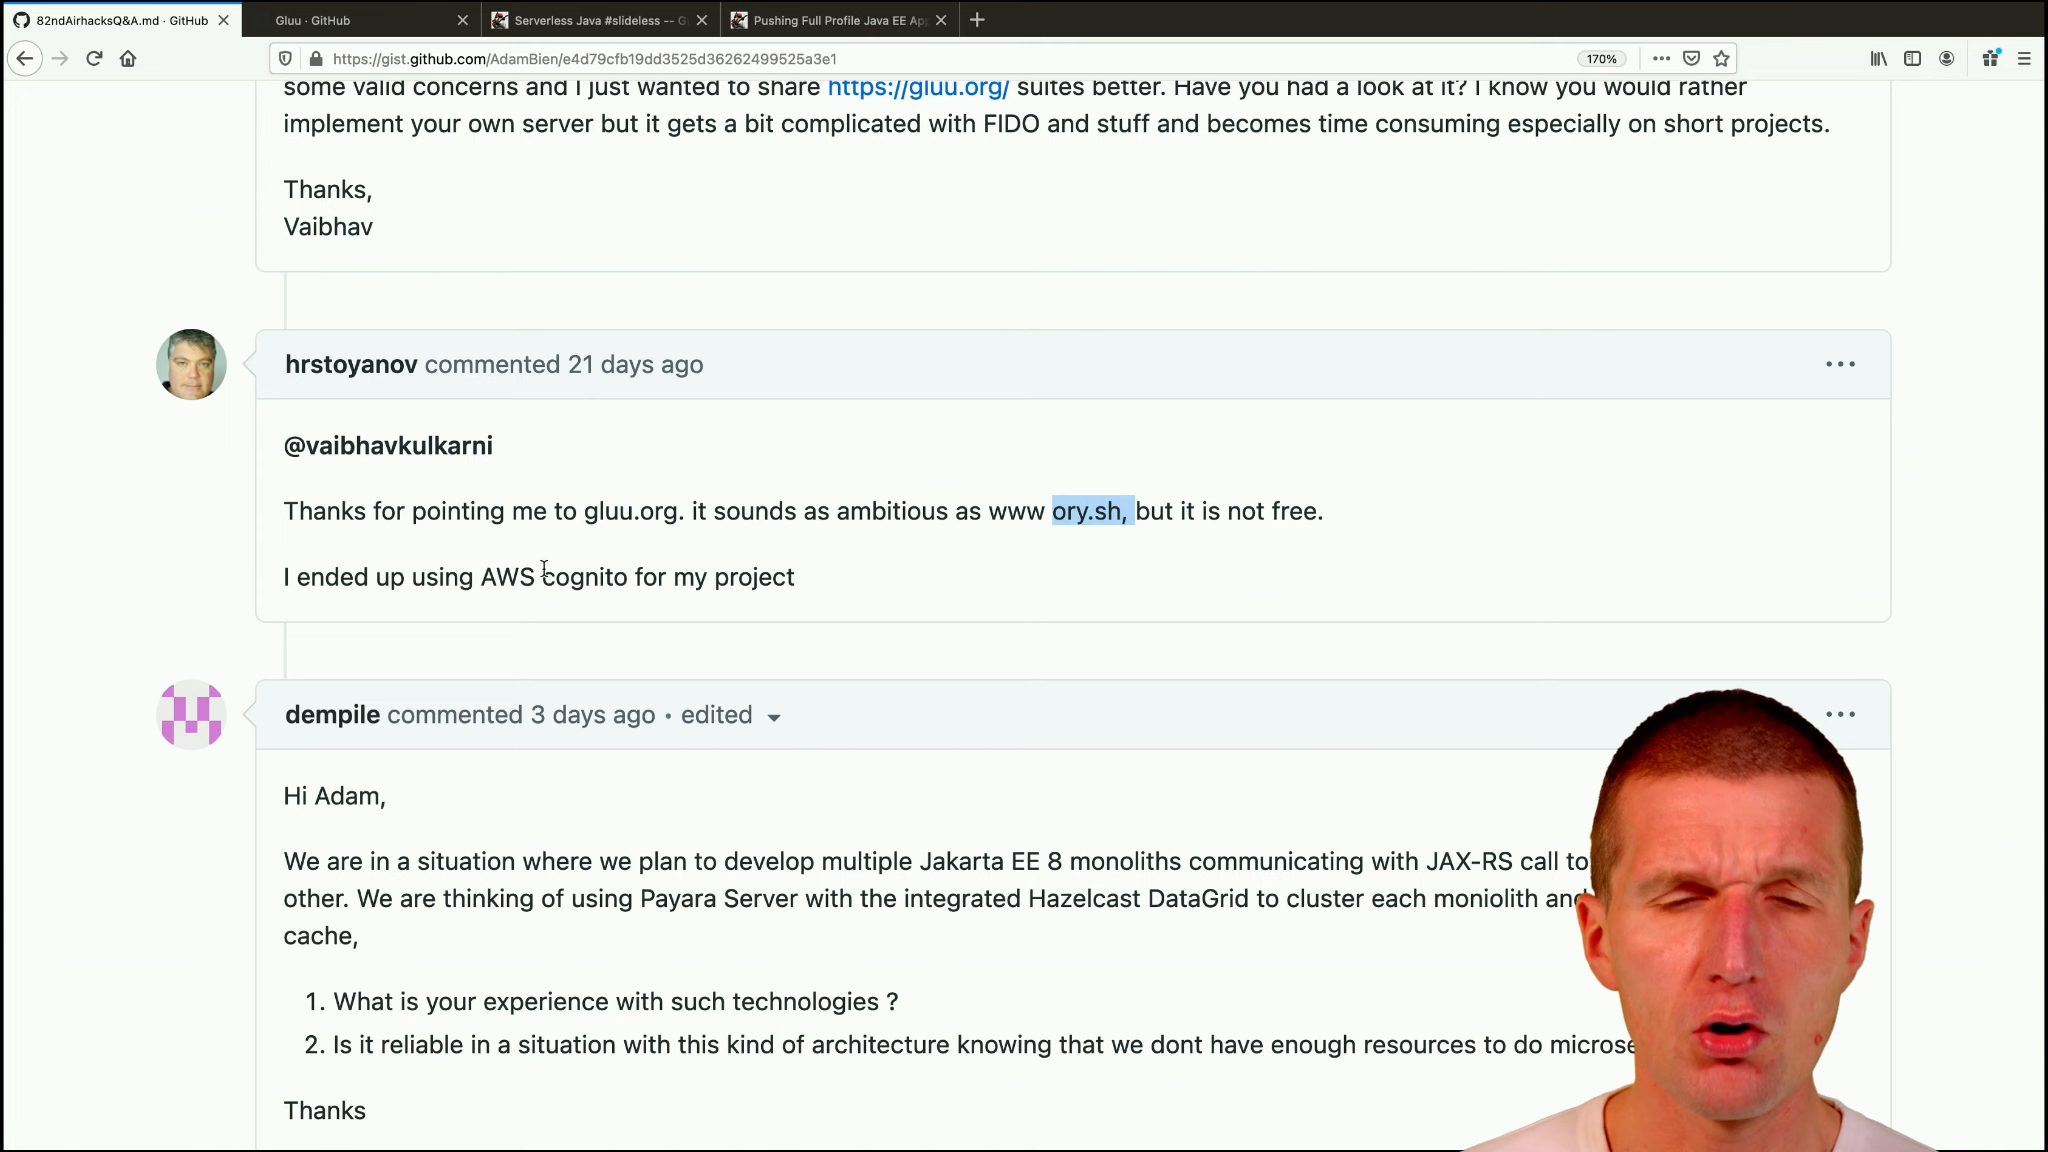 82ndAirhacksQ&A.md · GitHub
Gluu · GitHub
Serverless Java #slideless -- G
Pushing Full Profile Java EE Ap
https://gist.github.com/AdamBien/e4d79cfb19dd3525d36262499525a3e1
170%
some valid concerns and I just wanted to share https://gluu.org/ suites better. Have you had a look at it? I know you would rather
implement your own server but it gets a bit complicated with FIDO and stuff and becomes time consuming especially on short projects.
Thanks,
Vaibhav
hrstoyanov commented 21 days ago
@vaibhavkulkarni
Thanks for pointing me to gluu.org. it sounds as ambitious as www ory.sh, but it is not free.
I ended up using AWS cognito for my project
dempile commented 3 days ago • edited
Hi Adam,
We are in a situation where we plan to develop multiple Jakarta EE 8 monoliths communicating with JAX-RS call to
other. We are thinking of using Payara Server with the integrated Hazelcast DataGrid to cluster each moniolith and
cache,
1. What is your experience with such technologies ?
2. Is it reliable in a situation with this kind of architecture knowing that we dont have enough resources to do microse
Thanks